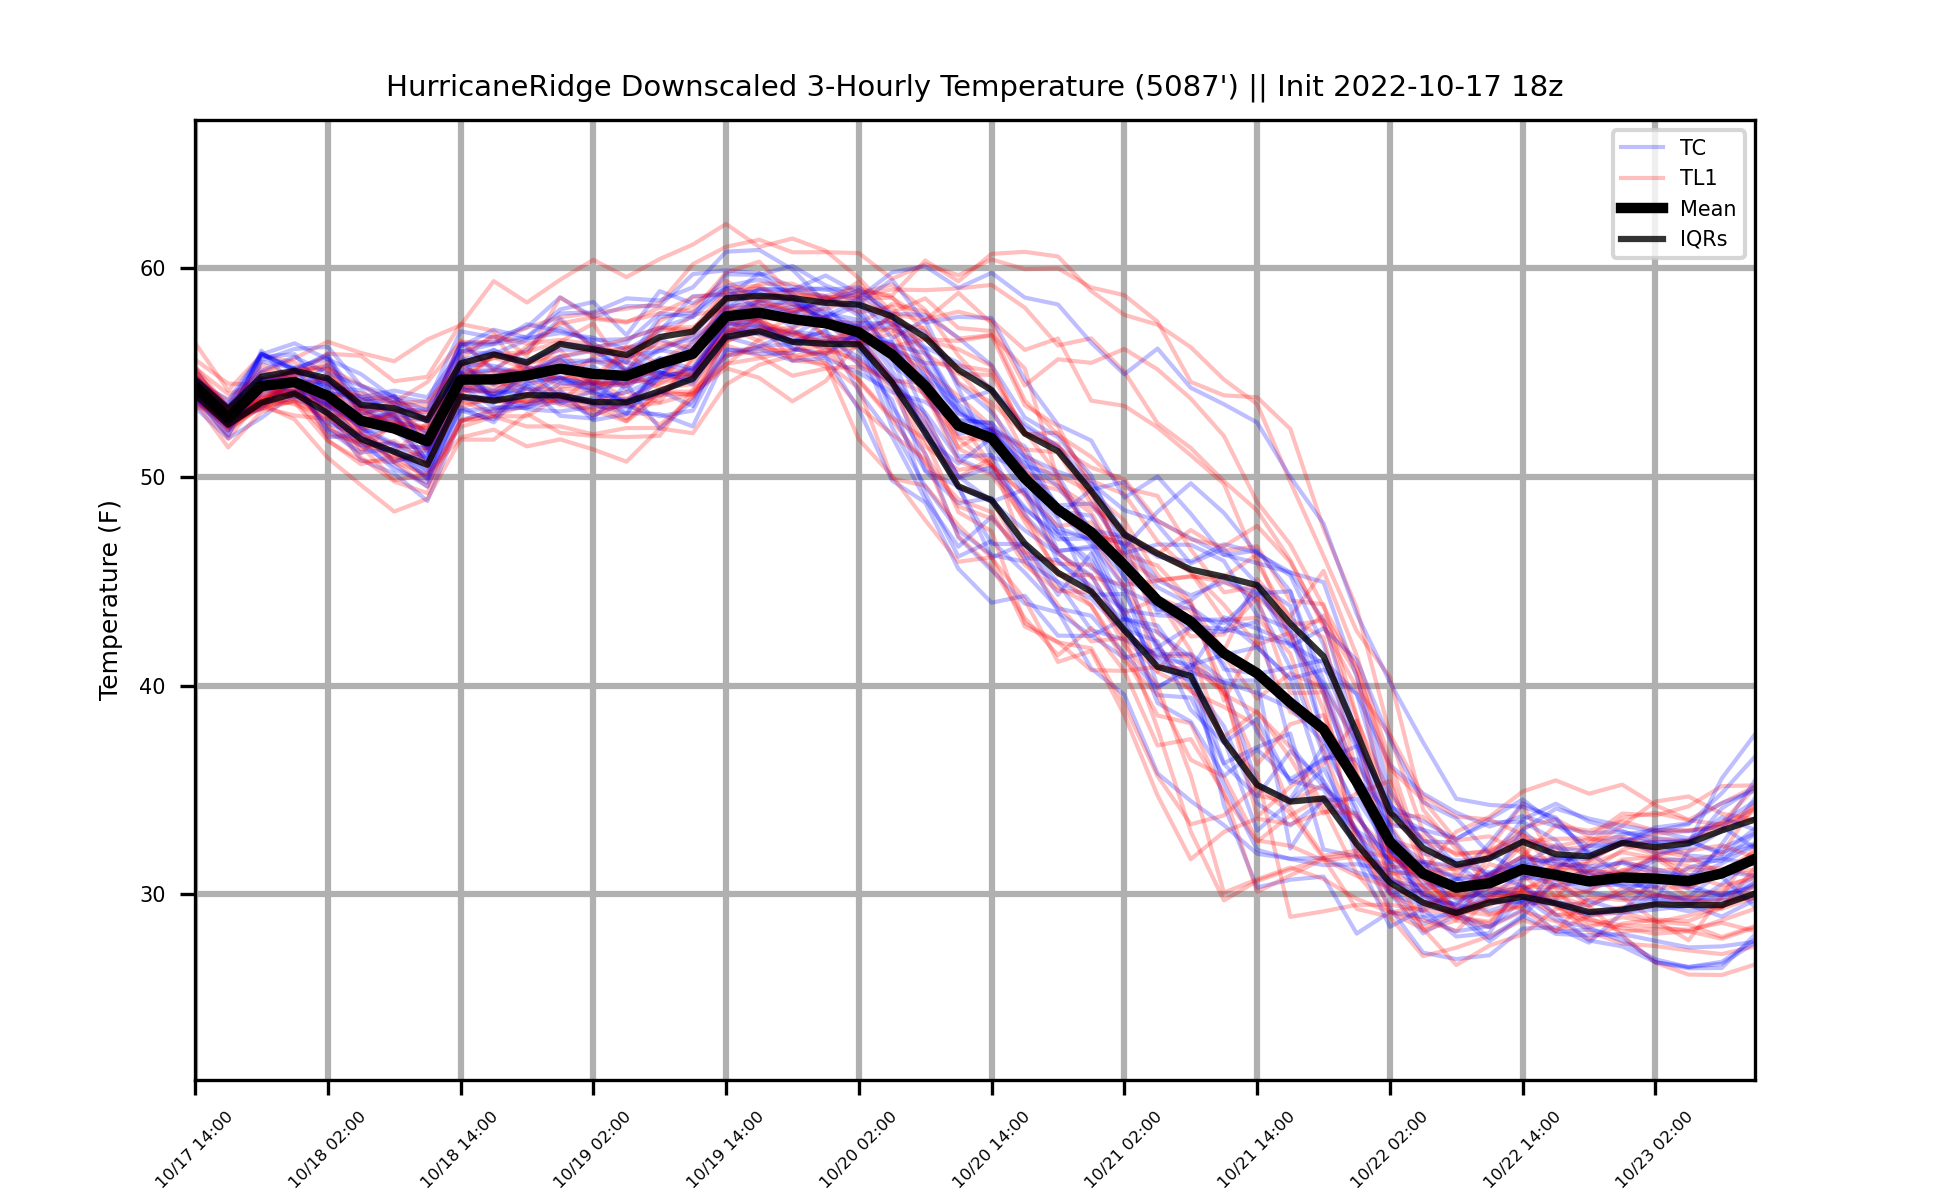 HurricaneRidge Downscaled 3-Hourly Temperature (5087') || Init 2022-10-17 18z
TC
TL1
Mean
IQRs
Temperature (F)
60
50
40
30
10/17 14:00
10/18 02:00
10/18 14:00
10/19 02:00
10/19 14:00
10/20 02:00
10/20 14:00
10/21 02:00
10/21 14:00
10/22 02:00
10/22 14:00
10/23 02:00